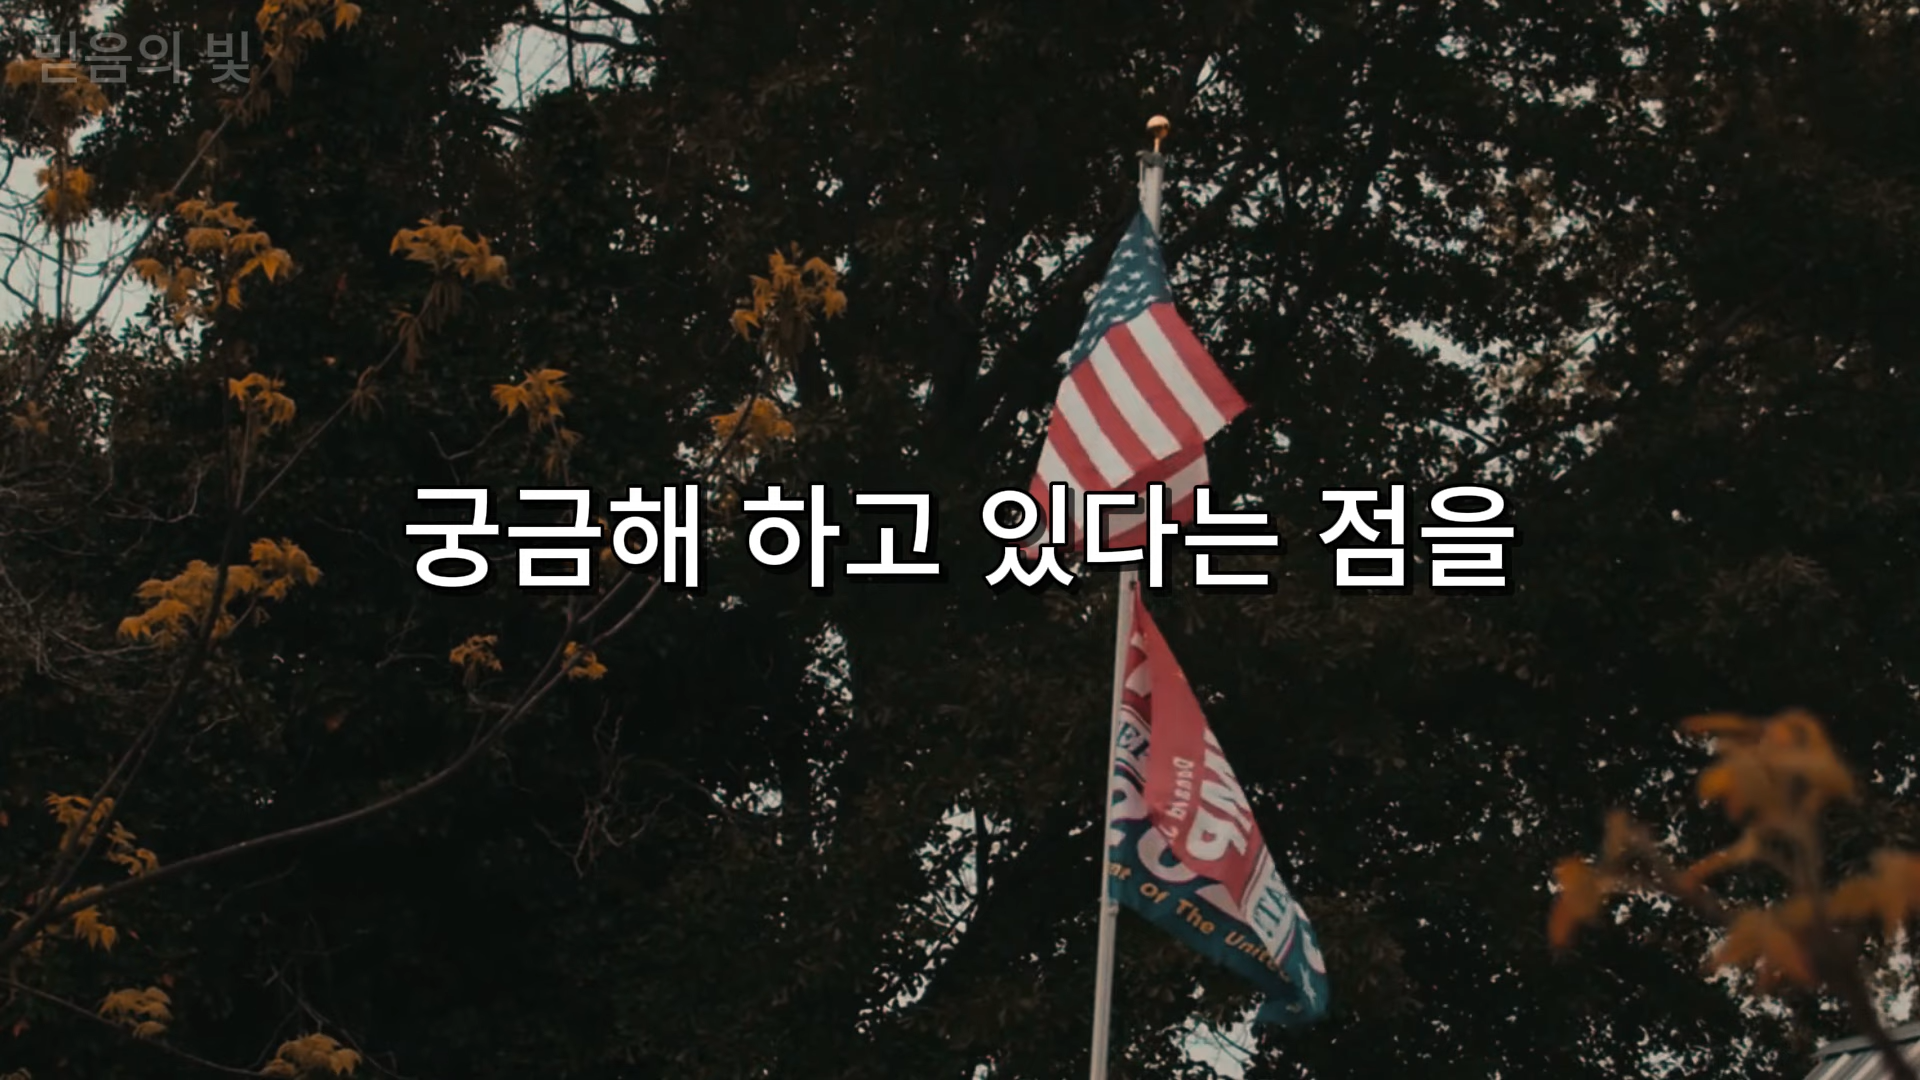 믿음의 빛
궁금해 하고 있다는 점을
Of The